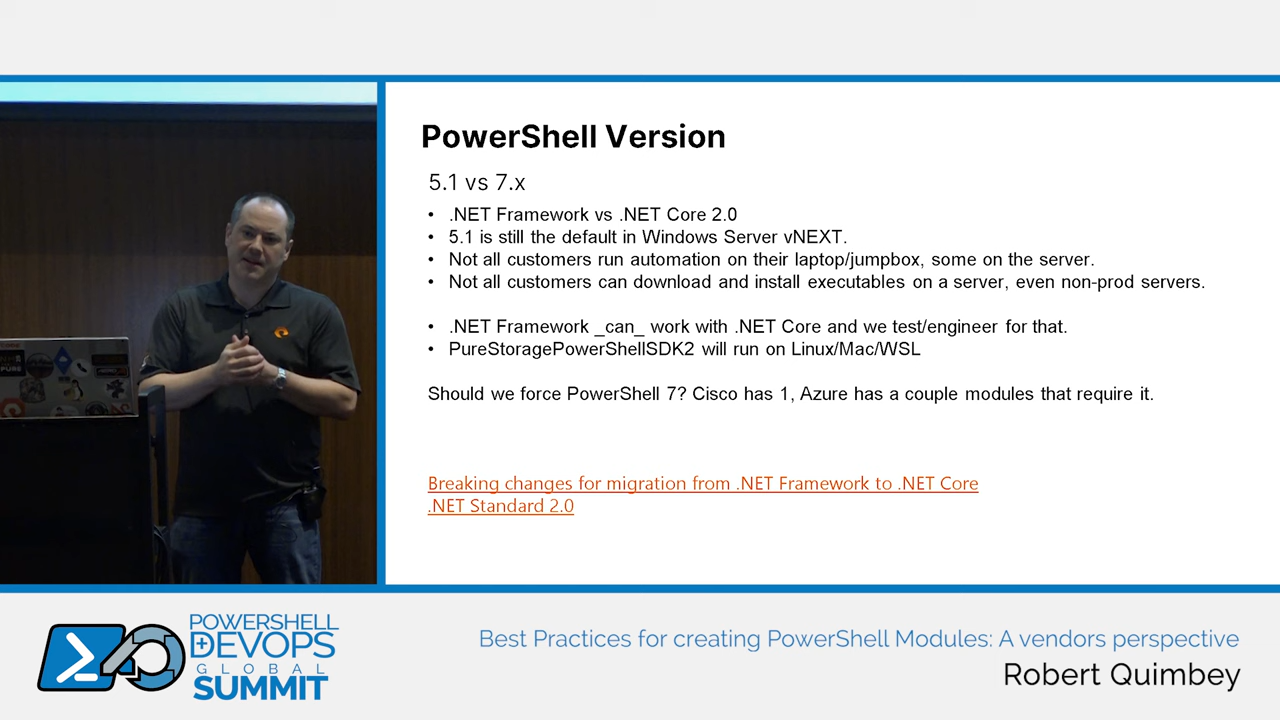 PowerShell Version
5.1 vs 7.x
• .NET Framework vs .NET Core 2.0
• 5.1 is still the default in Windows Server vNEXT.
• Not all customers run automation on their laptop/jumpbox, some on the server.
• Not all customers can download and install executables on a server, even non-prod servers.
• .NET Framework _can_ work with .NET Core and we test/engineer for that.
• PureStoragePowerShellSDK2 will run on Linux/Mac/WSL
Should we force PowerShell 7? Cisco has 1, Azure has a couple modules that require it.
Breaking changes for migration from .NET Framework to .NET Core
.NET Standard 2.0
POWERSHELL
DEVOPS
GLOBAL
SUMMIT
Best Practices for creating PowerShell Modules: A vendors perspective
Robert Quimbey